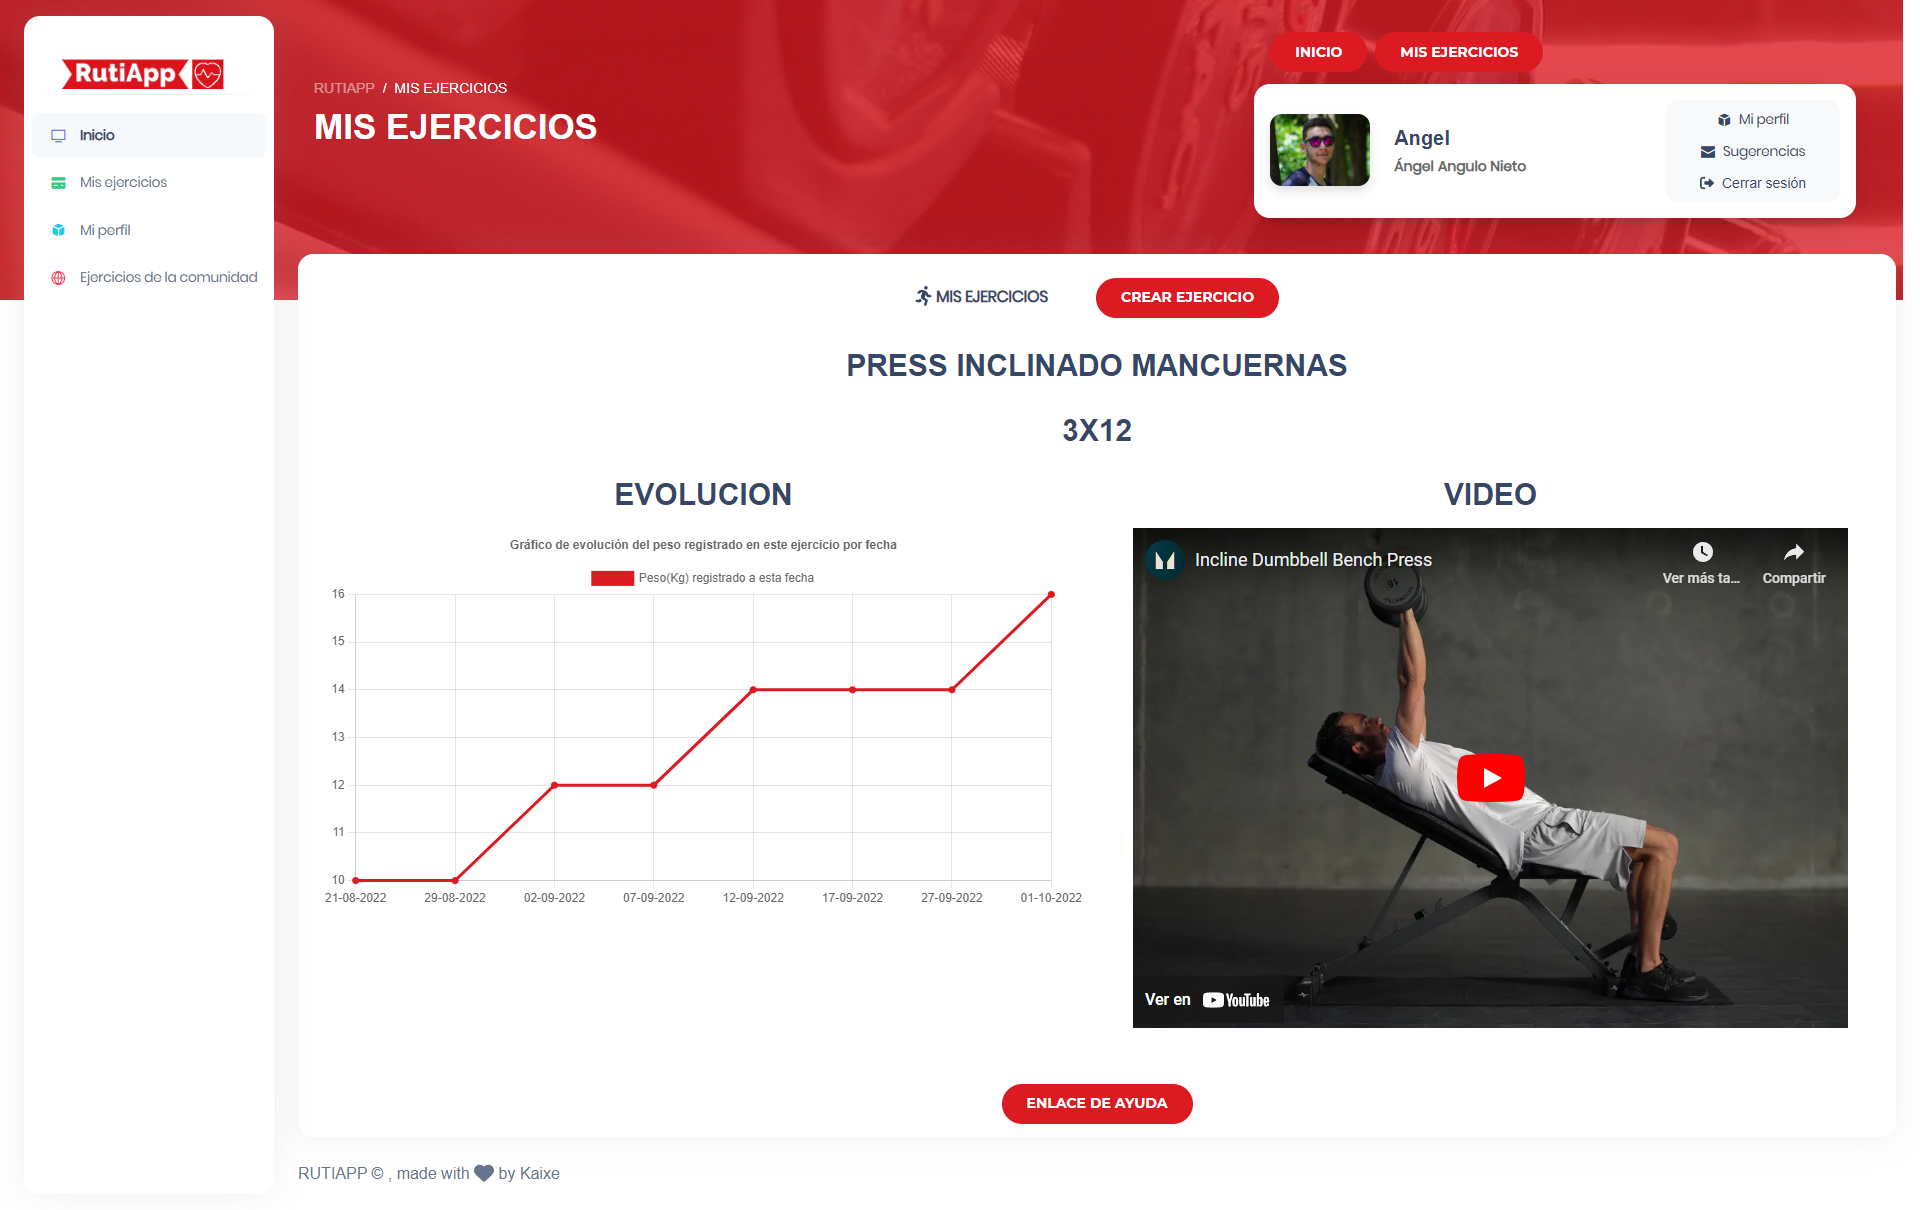 RutiApp
Inicio
Mis ejercicios
Mi perfil
Ejercicios de la comunidad
RUTIAPP / MIS EJERCICIOS
MIS EJERCICIOS
INICIO
MIS EJERCICIOS
Angel
Ángel Angulo Nieto
Mi perfil
Sugerencias
Cerrar sesión
MIS EJERCICIOS
CREAR EJERCICIO
PRESS INCLINADO MANCUERNAS
3X12
EVOLUCION
Gráfico de evolución del peso registrado en este ejercicio por fecha
Peso(Kg) registrado a esta fecha
16
15
14
13
12
11
10
21-08-2022 29-08-2022 02-09-2022 07-09-2022 12-09-2022 17-09-2022 27-09-2022 01-10-2022
VIDEO
Incline Dumbbell Bench Press
Ver más ta...
Compartir
16
Ver en YouTube
ENLACE DE AYUDA
RUTIAPP © , made with by Kaixe